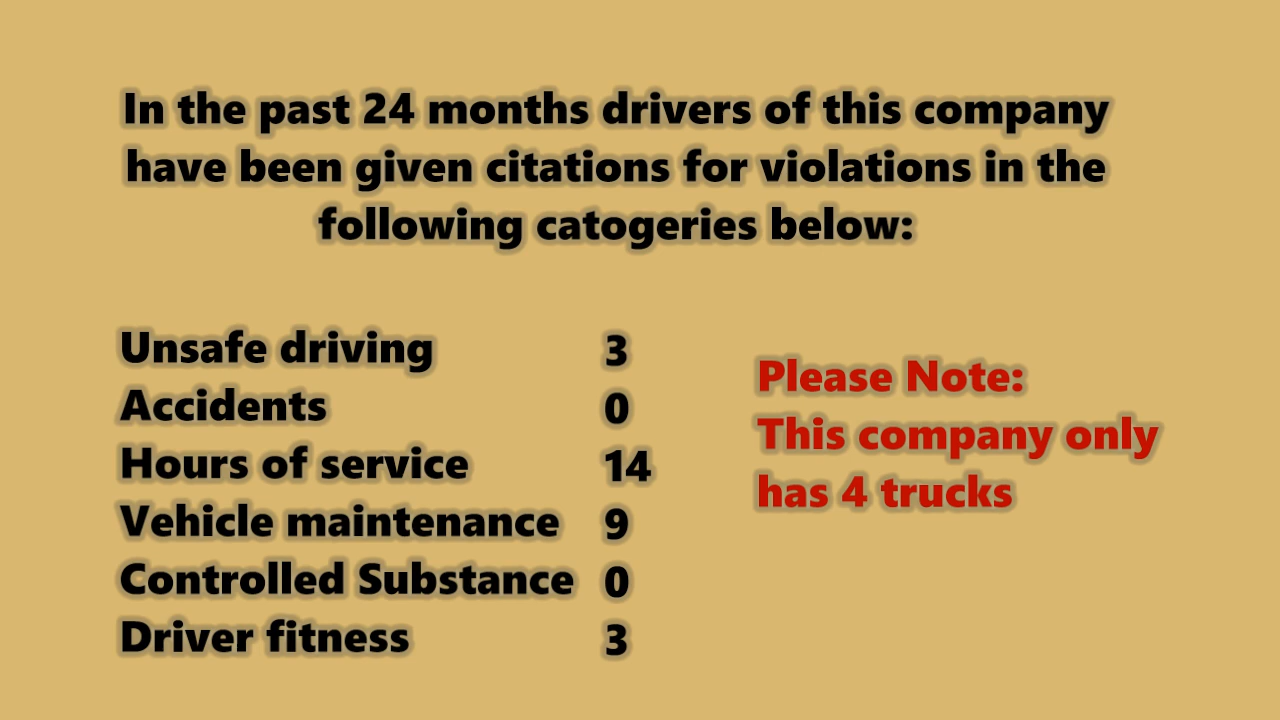 In the past 24 months drivers of this company
have been given citations for violations in the
following catogeries below:
Unsafe driving 3
Accidents 0
Hours of service 14
Vehicle maintenance 9
Controlled Substance 0
Driver fitness 3
Please Note:
This company only
has 4 trucks